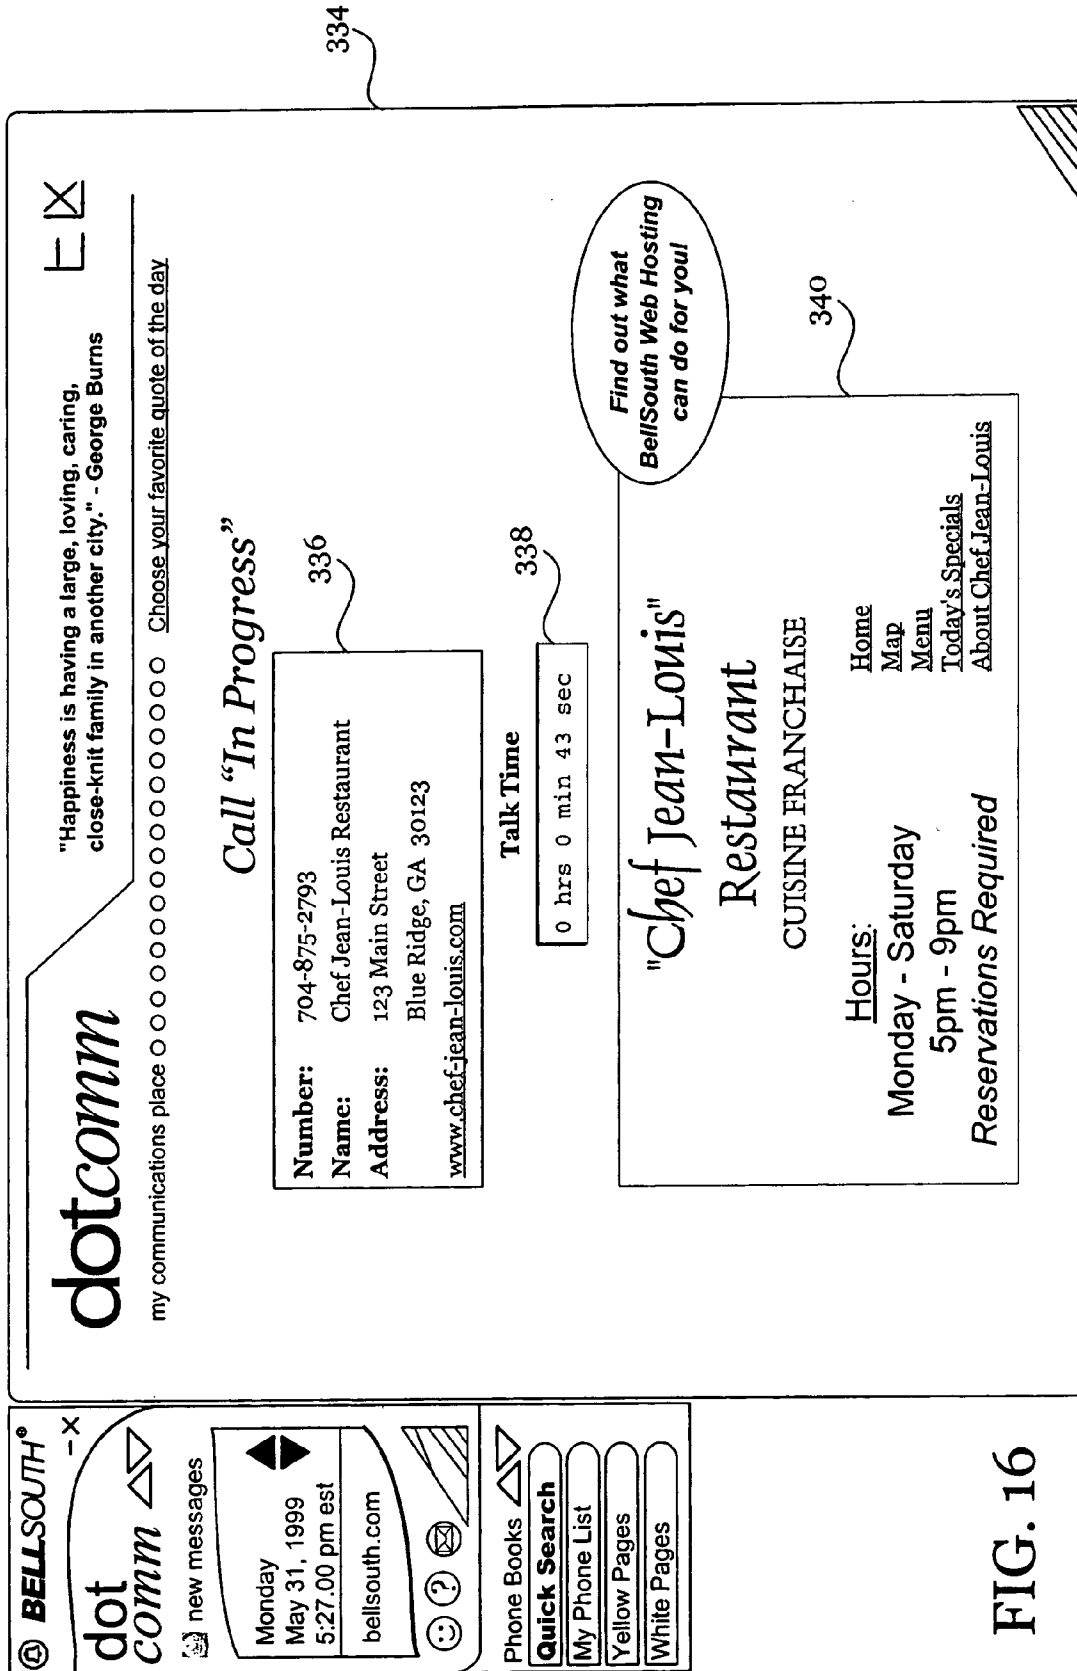 BELLSOUTH®
- X
dot
comm
new messages
Monday
May 31, 1999
5:27.00 pm est
bellsouth.com
?
Phone Books
Quick Search
My Phone List
Yellow Pages
White Pages
dotcomm
"Happiness is having a large, loving, caring,
close-knit family in another city." - George Burns
my communications place
Choose your favorite quote of the day
Call “In Progress”
Number: 704-875-2793
Name: Chef Jean-Louis Restaurant
Address: 123 Main Street
Blue Ridge, GA 30123
www.chef-jean-louis.com
336
Talk Time
0 hrs 0 min 43 sec
338
Find out what
BellSouth Web Hosting
can do for you!
"Chef Jean-Louis"
Restaurant
CUISINE FRANCHAISE
Hours:
Monday - Saturday
5pm - 9pm
Reservations Required
Home
Map
Menu
Today's Specials
About Chef Jean-Louis
340
334
FIG. 16